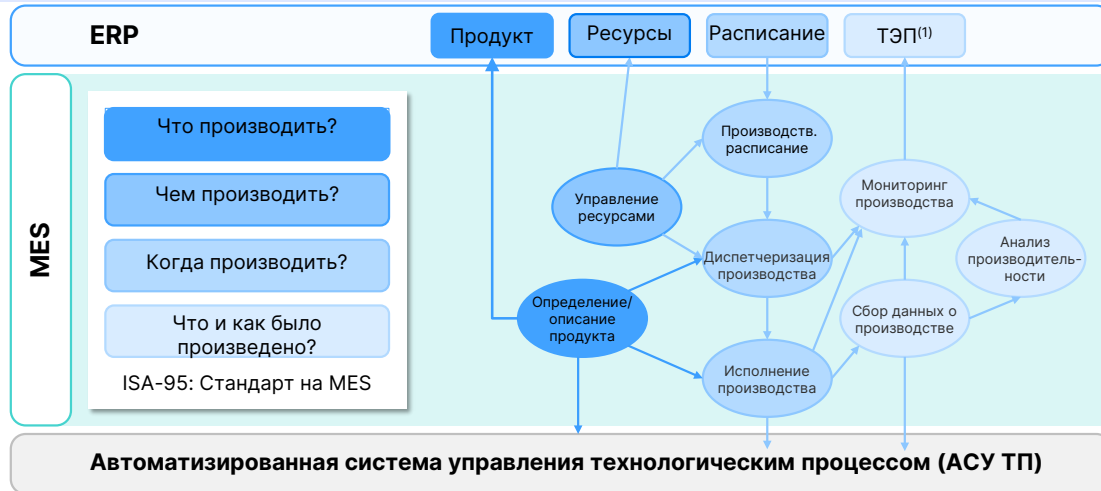 ERP
Продукт
Ресурсы
Расписание
ТЭП(1)
MES
Что производить?
Чем производить?
Когда производить?
Что и как было
произведено?
ISA-95: Стандарт на MES
Производств.
расписание
Управление
ресурсами
Мониторинг
производства
Диспетчеризация
производства
Анализ
производитель-
ности
Определение/
описание
продукта
Сбор данных о
производстве
Исполнение
производства
Автоматизированная система управления технологическим процессом (АСУ ТП)